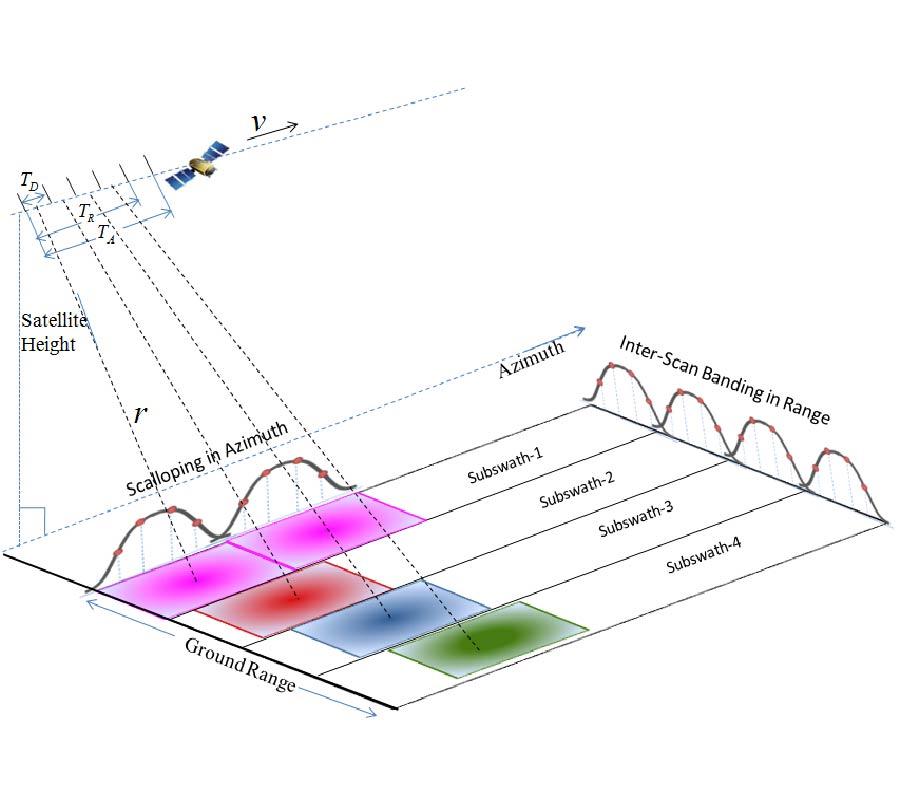 v
T_D
T_R
T_A
Satellite
Height
r
Azimuth
Inter-Scan Banding in Range
Scalloping in Azimuth
Subswath-1
Subswath-2
Subswath-3
Subswath-4
Ground Range